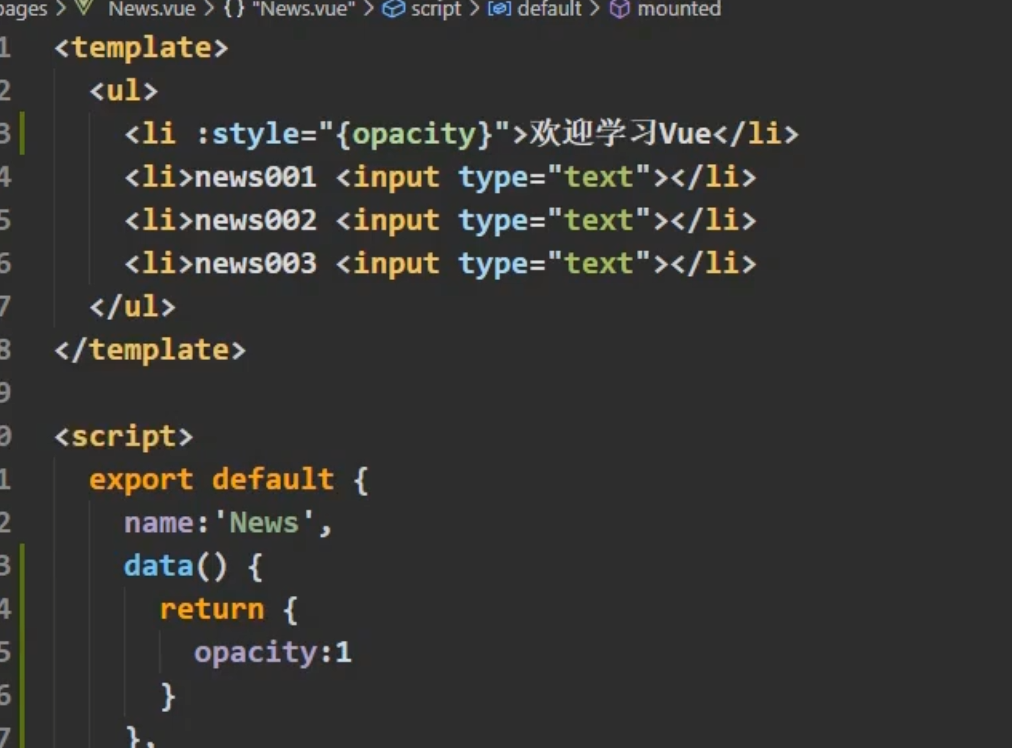 pages > News.vue > {} "News.vue" > script > default > mounted
1 <template>
2 <ul>
3 <li :style="{opacity}">欢迎学习Vue</li>
4 <li>news001 <input type="text"></li>
5 <li>news002 <input type="text"></li>
6 <li>news003 <input type="text"></li>
7 </ul>
8 </template>
9
0 <script>
1 export default {
2 name:'News',
3 data() {
4 return {
5 opacity:1
6 }
7 },